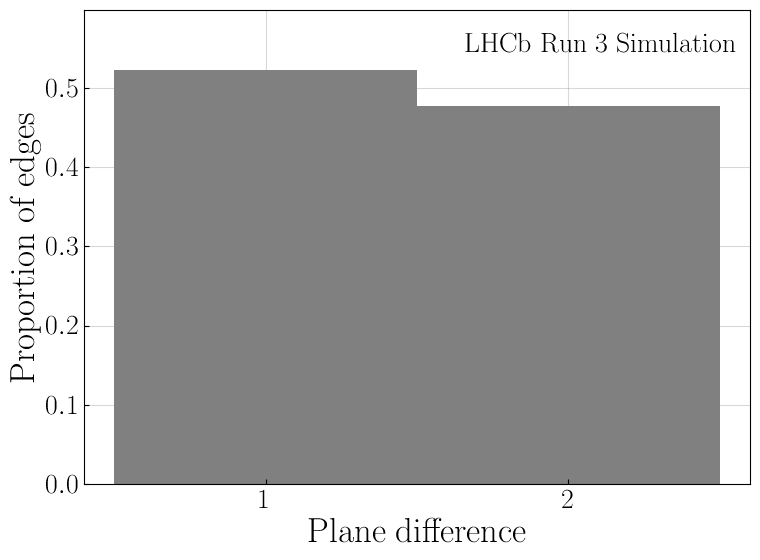 LHCb Run 3 Simulation
Proportion of edges
0.5
0.4
0.3
0.2
0.1
0.0
1
2
Plane difference